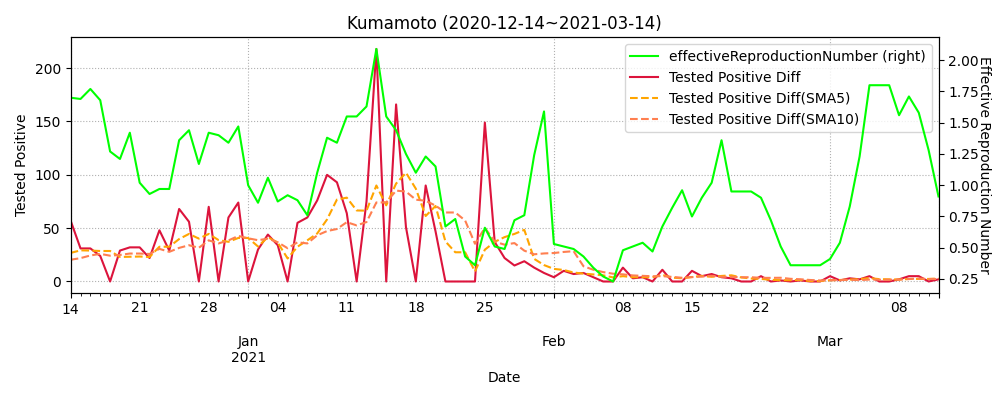 Kumamoto (2020-12-14~2021-03-14)
effectiveReproductionNumber (right)
Tested Positive Diff
Tested Positive Diff(SMA5)
Tested Positive Diff(SMA10)
Tested Positive
200
150
100
50
0
2.00
1.75
1.50
1.25
1.00
0.75
0.50
0.25
Effective Reproduction Number
14 21 28 04 11 18 25 08 15 22 08
Jan Feb Mar
2021
Date